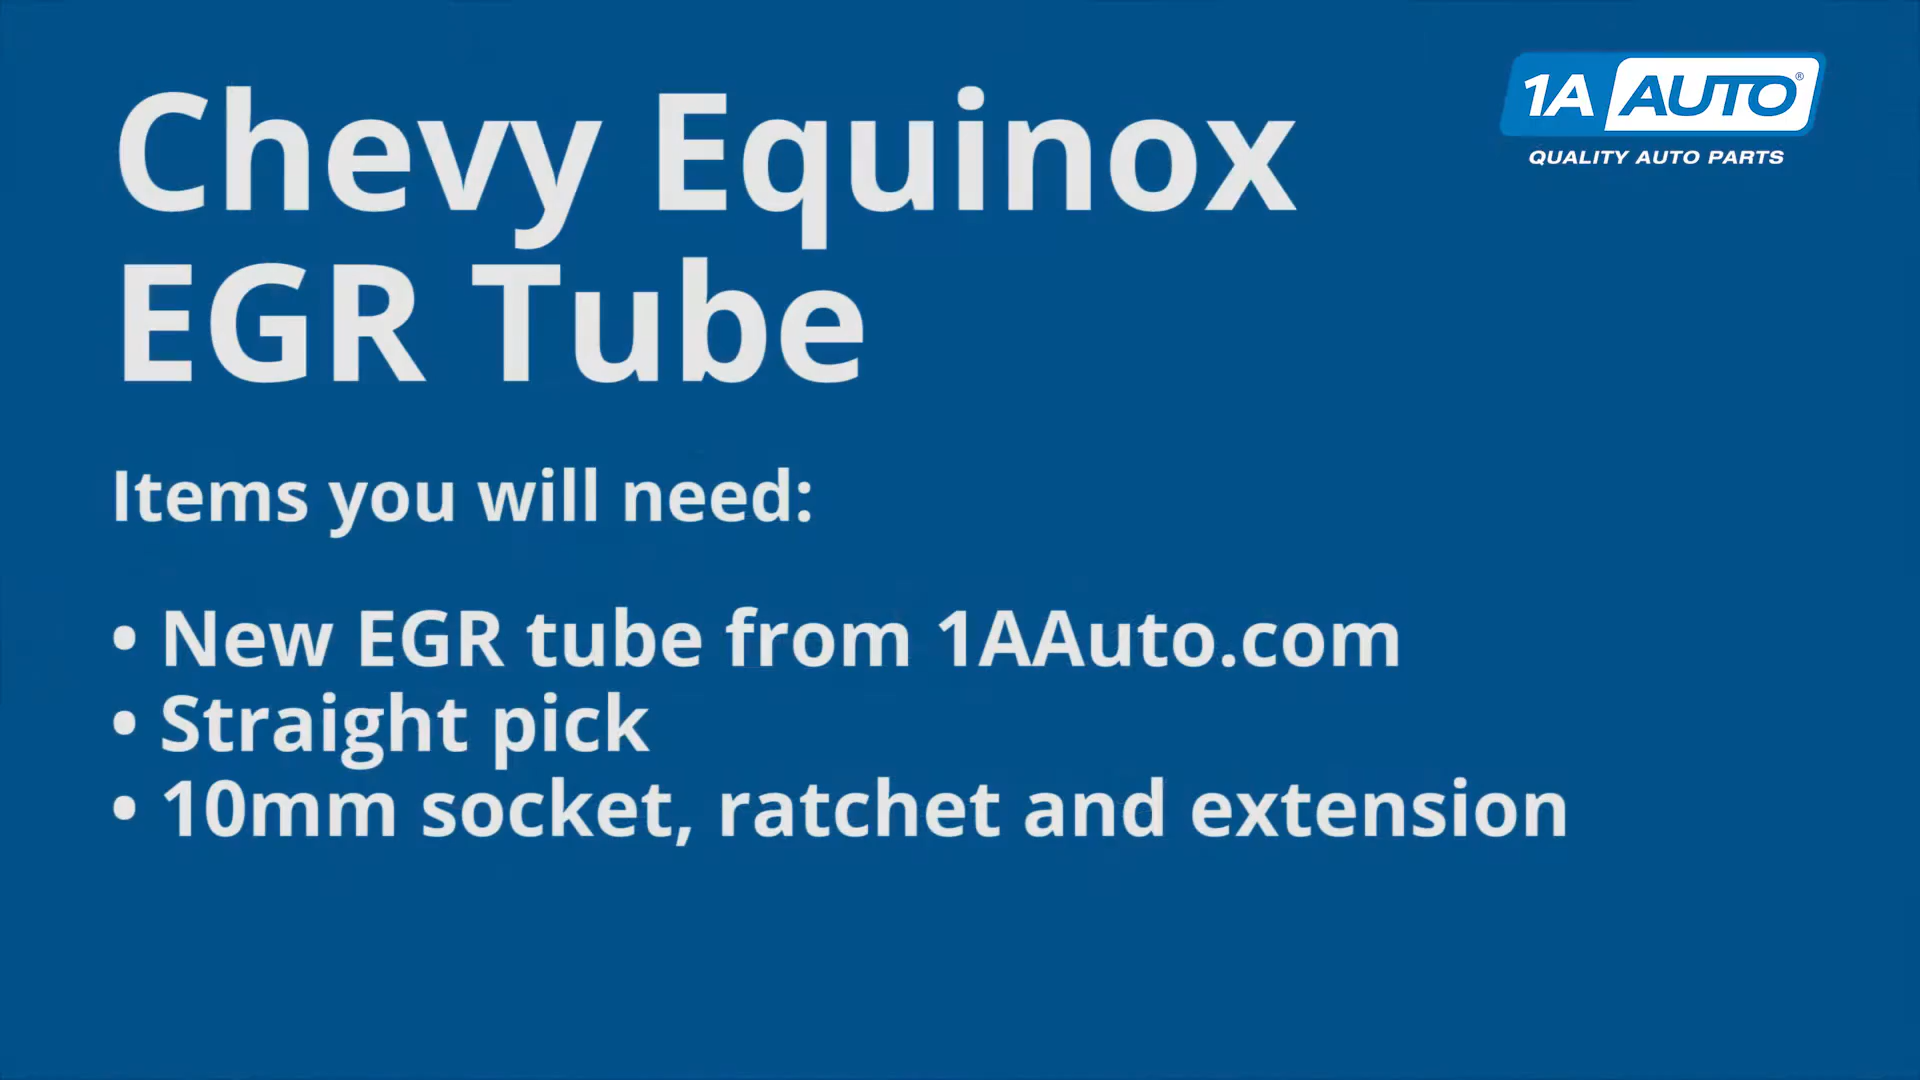 1A AUTO®
QUALITY AUTO PARTS
Chevy Equinox
EGR Tube
Items you will need:
• New EGR tube from 1AAuto.com
• Straight pick
• 10mm socket, ratchet and extension